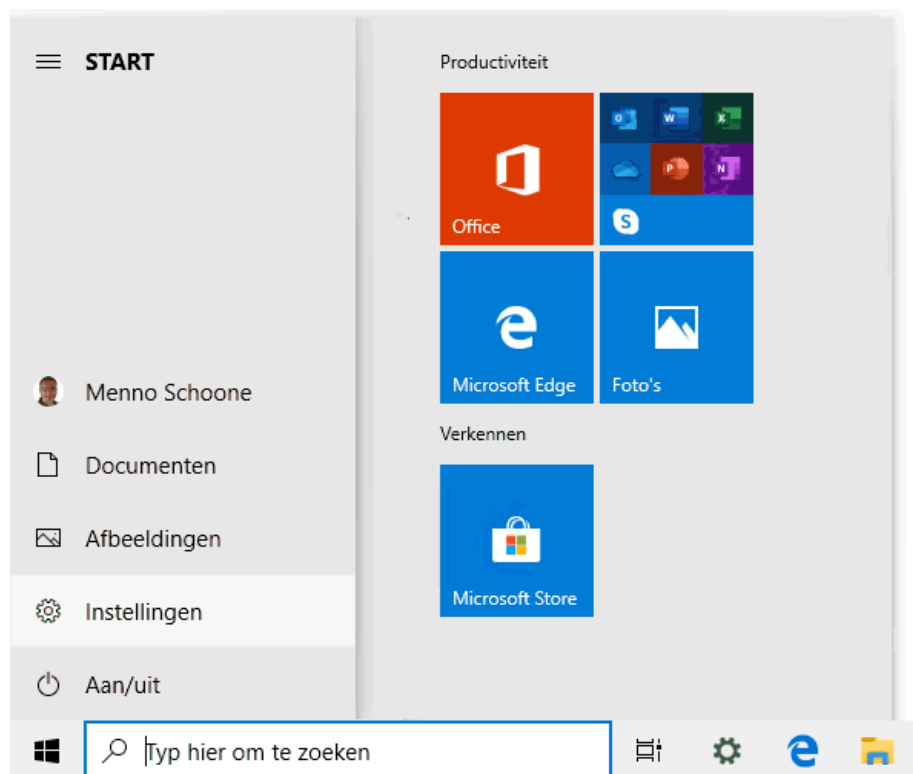 START
Menno Schoone
Documenten
Afbeeldingen
Instellingen
Aan/uit
Productiviteit
Office
Microsoft Edge
Foto's
Verkennen
Microsoft Store
Typ hier om te zoeken